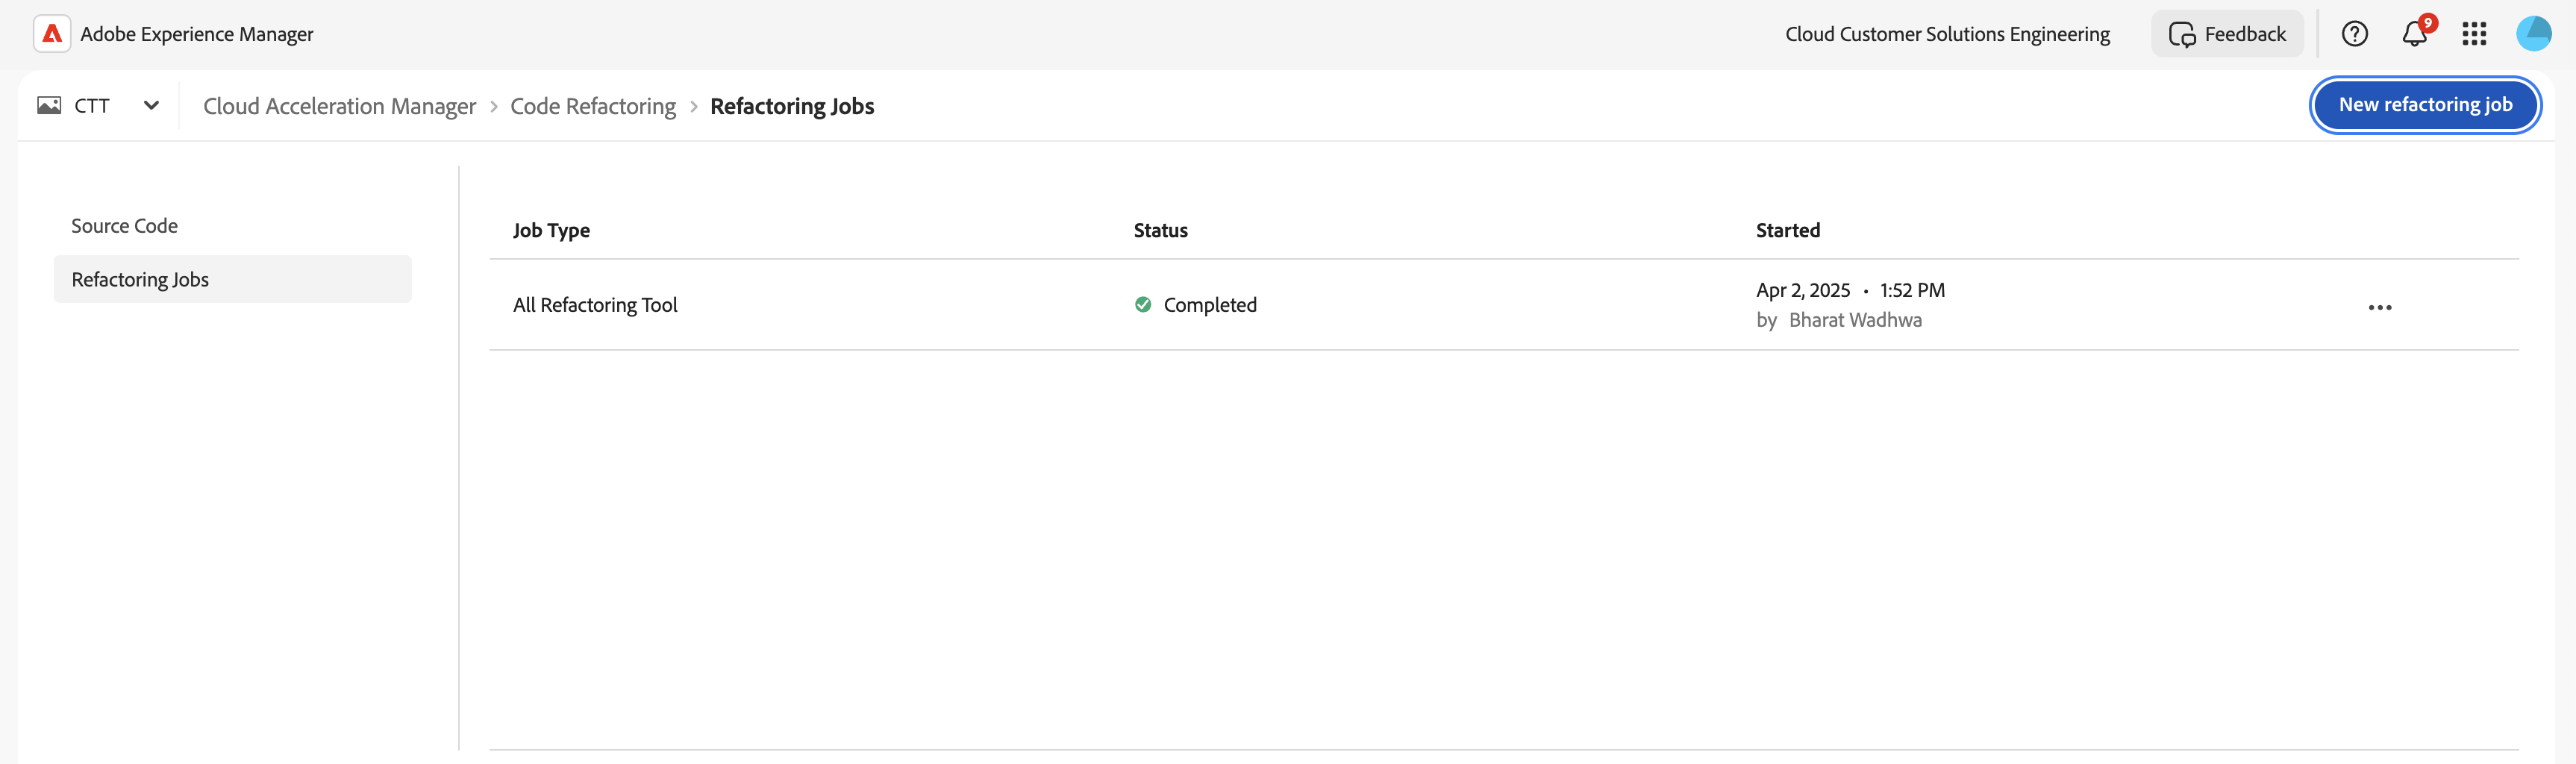 Adobe Experience Manager
Cloud Customer Solutions Engineering
Feedback
9
CTT
Cloud Acceleration Manager > Code Refactoring > Refactoring Jobs
New refactoring job
Source Code
Refactoring Jobs
Job Type Status Started
All Refactoring Tool Completed Apr 2, 2025 • 1:52 PM
by Bharat Wadhwa